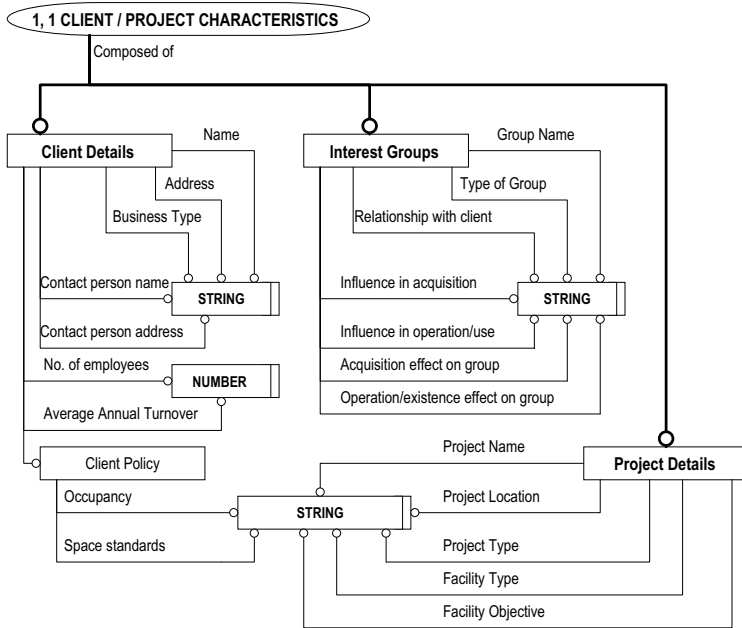 1, 1 CLIENT / PROJECT CHARACTERISTICS
Composed of
Client Details
Name
Address
Business Type
Contact person name
STRING
Contact person address
No. of employees
NUMBER
Average Annual Turnover
Client Policy
Occupancy
Space standards
Interest Groups
Group Name
Type of Group
Relationship with client
Influence in acquisition
STRING
Influence in operation/use
Acquisition effect on group
Operation/existence effect on group
Project Details
Project Name
STRING
Project Location
Project Type
Facility Type
Facility Objective